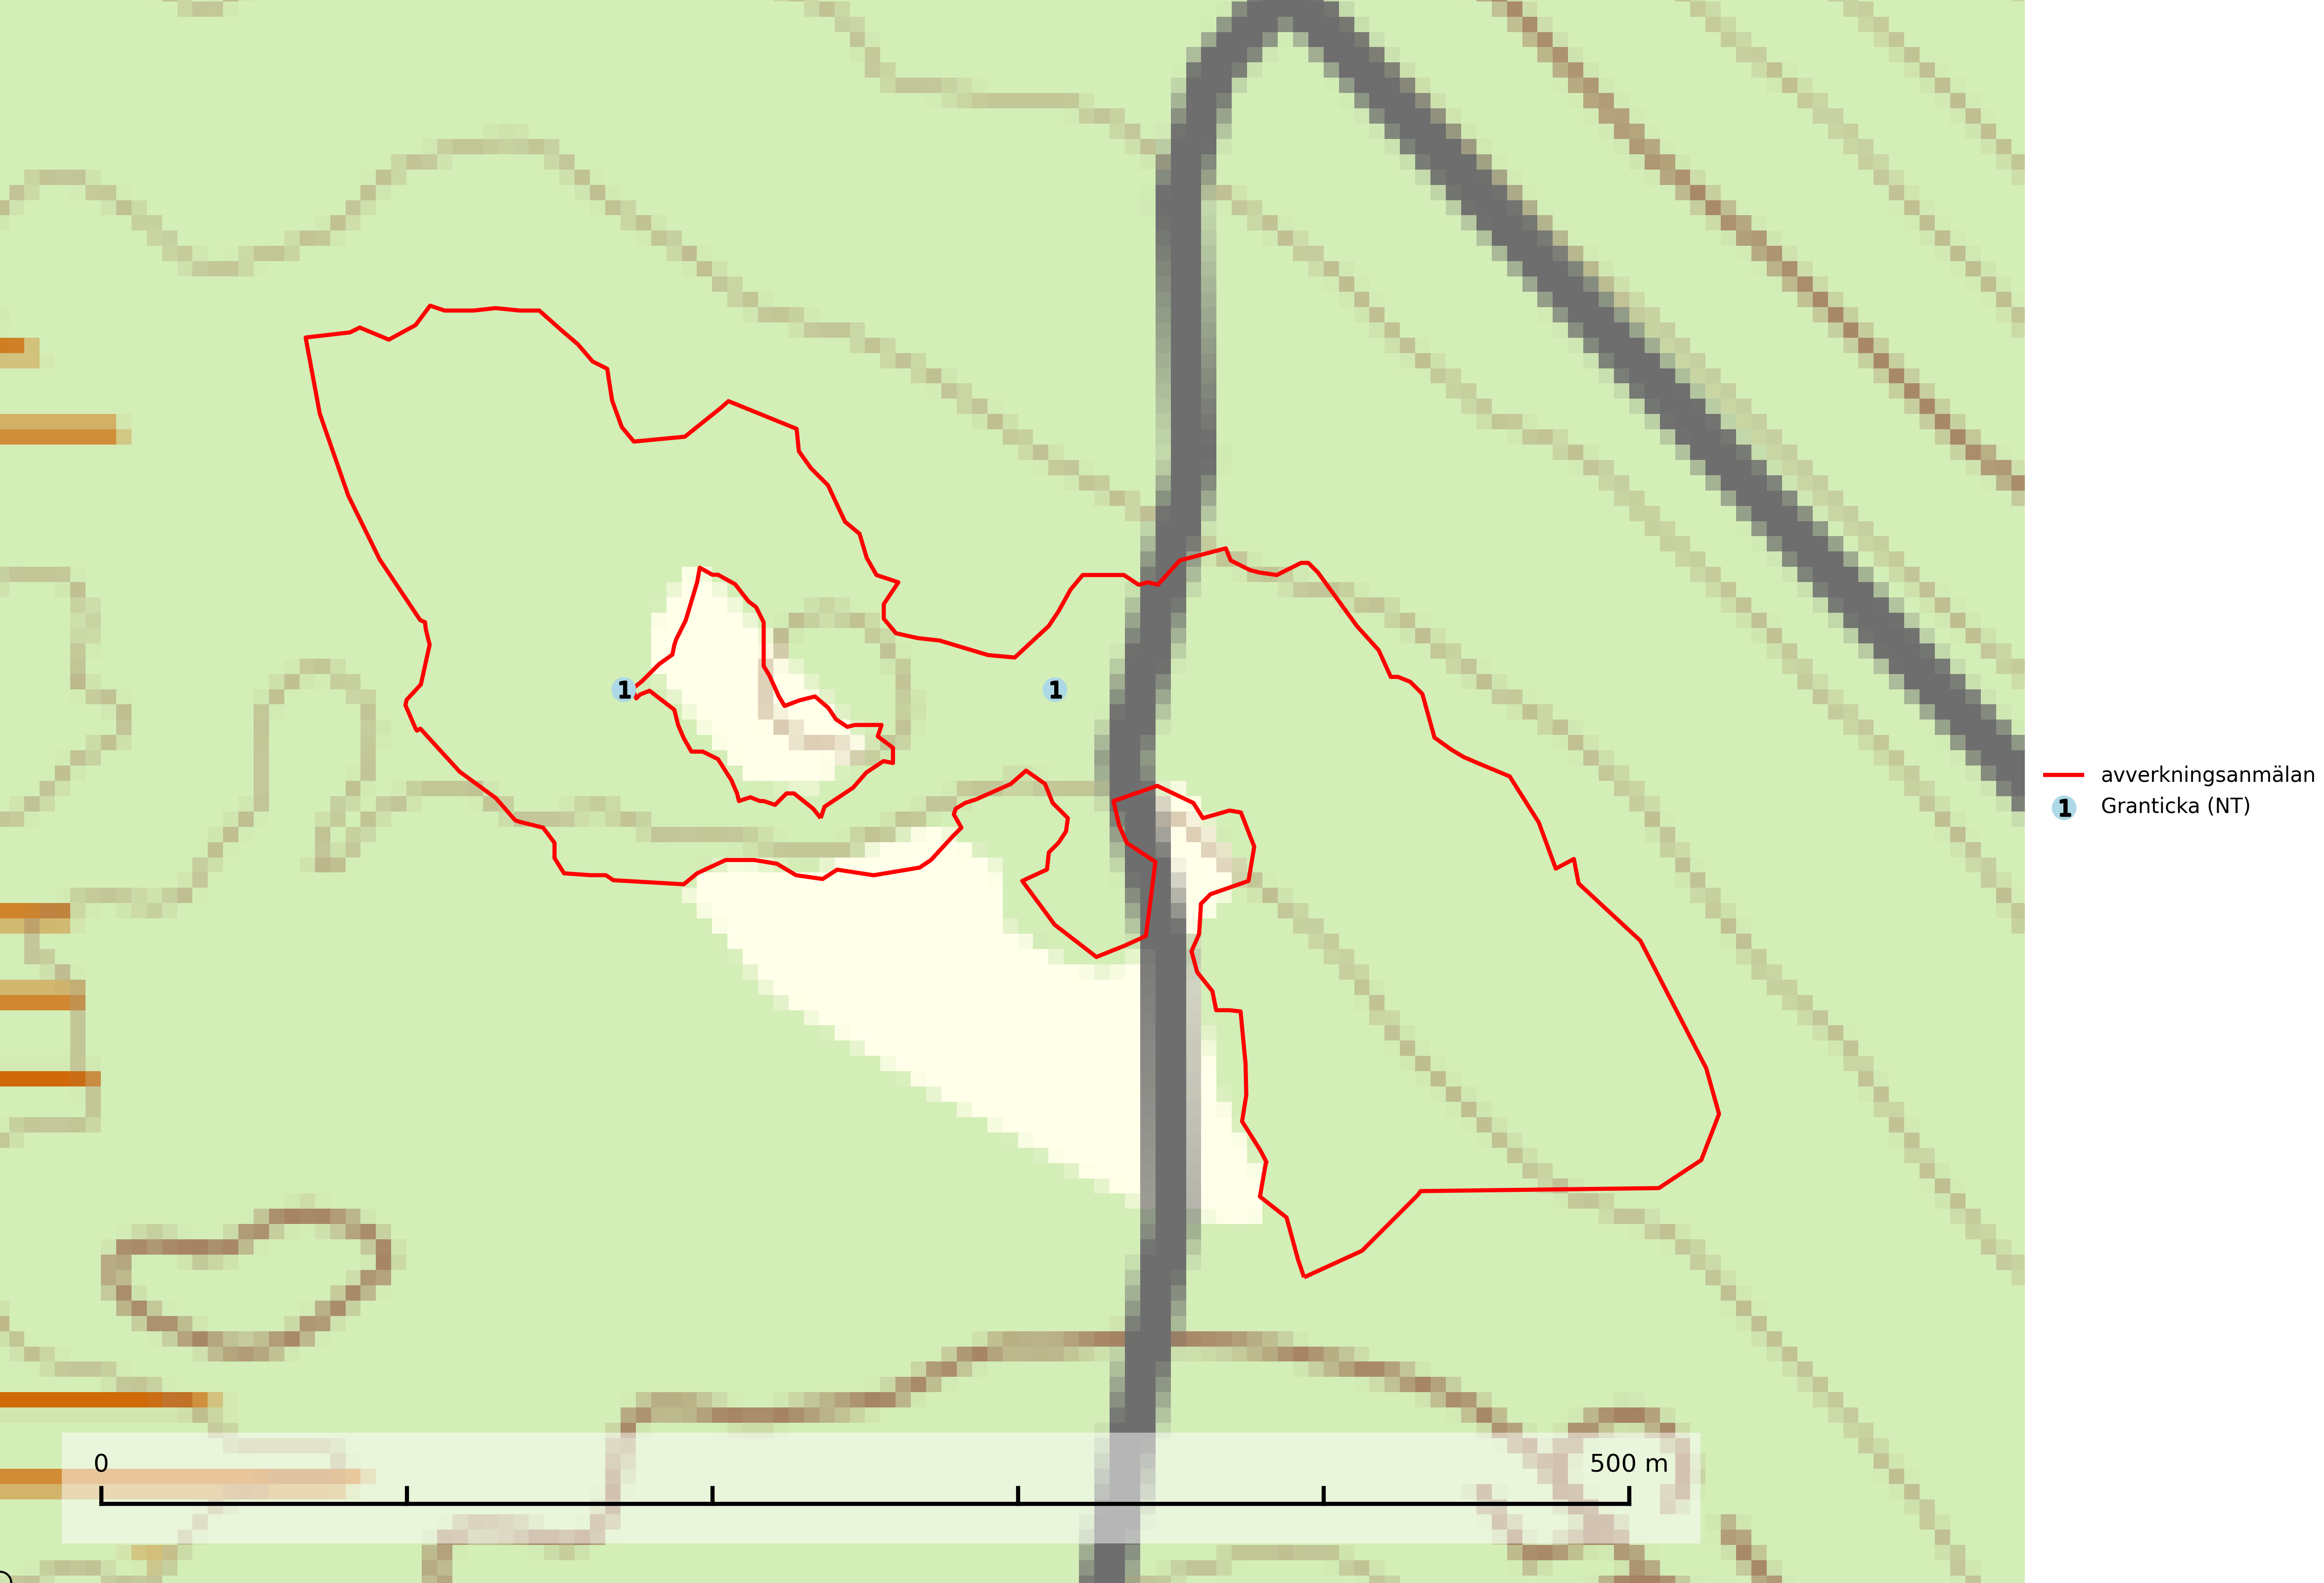 1
1
avverkningsanmälan
1 Granticka (NT)
0 500 m